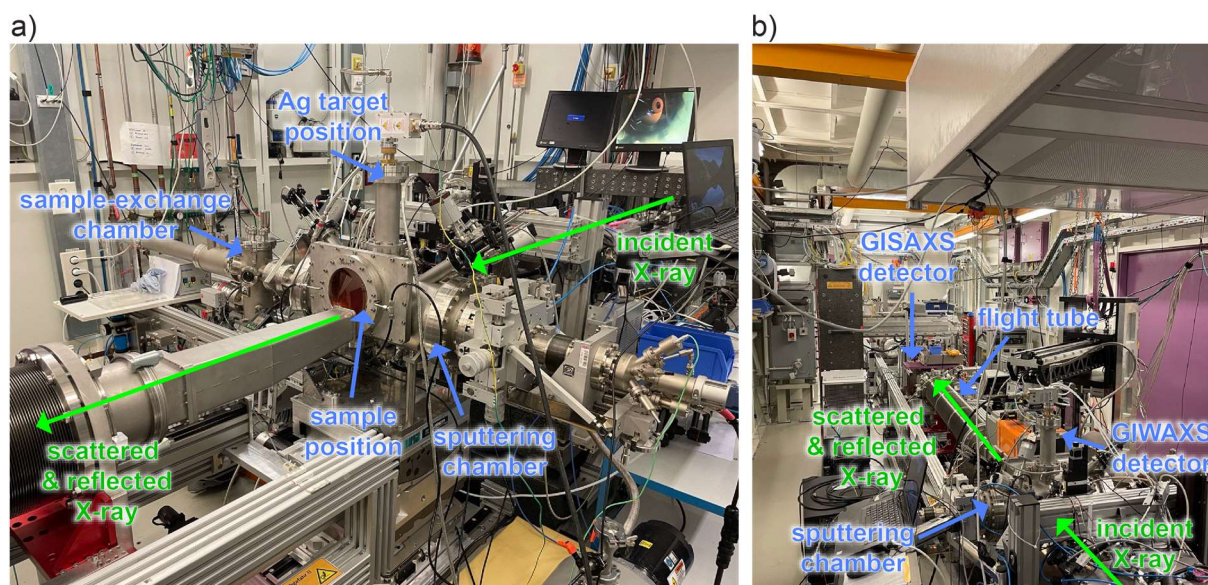 a)
Ag target
position
sample-exchange
chamber
incident
X-ray
scattered
& reflected
X-ray
sample
position
sputtering
chamber
b)
GISAXS
detector
flight tube
scattered
& reflected
X-ray
GIWAXS
detector
sputtering
chamber
incident
X-ray